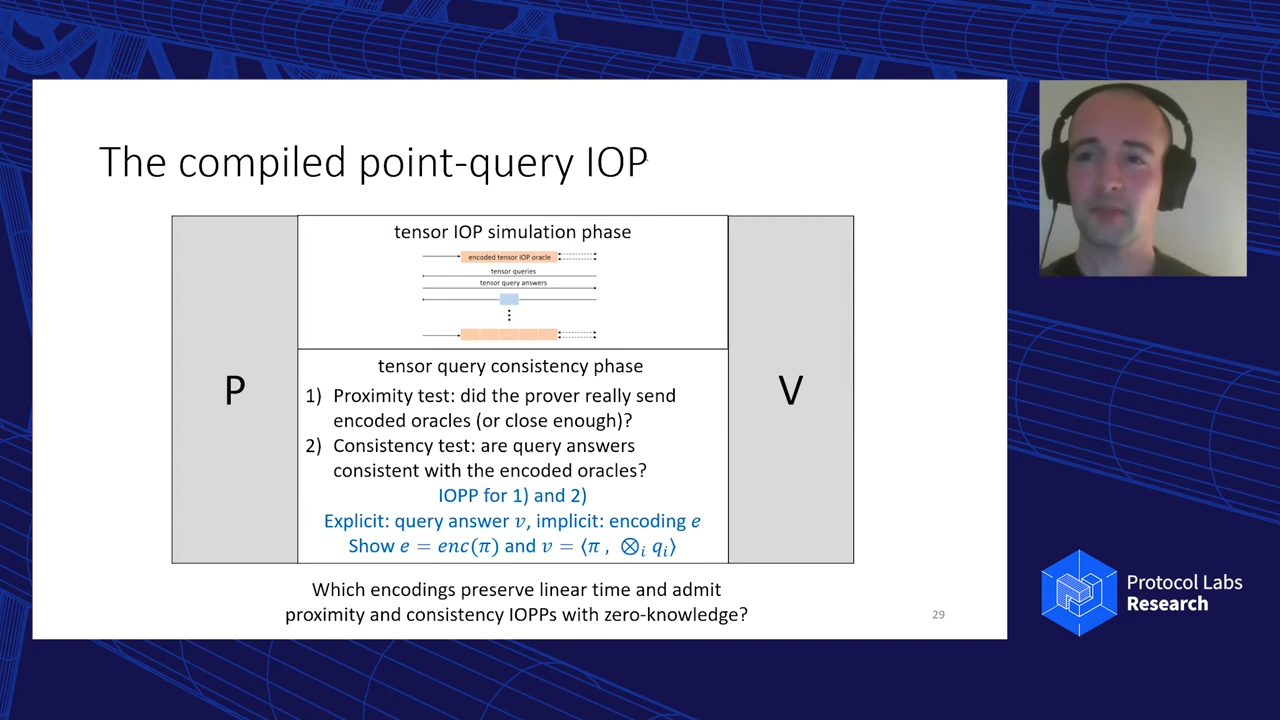 The compiled point-query IOP
tensor IOP simulation phase
encoded tensor IOP oracle
tensor queries
tensor query answers
P
V
tensor query consistency phase
1) Proximity test: did the prover really send
encoded oracles (or close enough)?
2) Consistency test: are query answers
consistent with the encoded oracles?
IOPP for 1) and 2)
Explicit: query answer v, implicit: encoding e
Show e = enc(π) and v = ⟨π , ⊗ᵢ qᵢ⟩
Which encodings preserve linear time and admit
proximity and consistency IOPPs with zero-knowledge?
29
Protocol Labs
Research